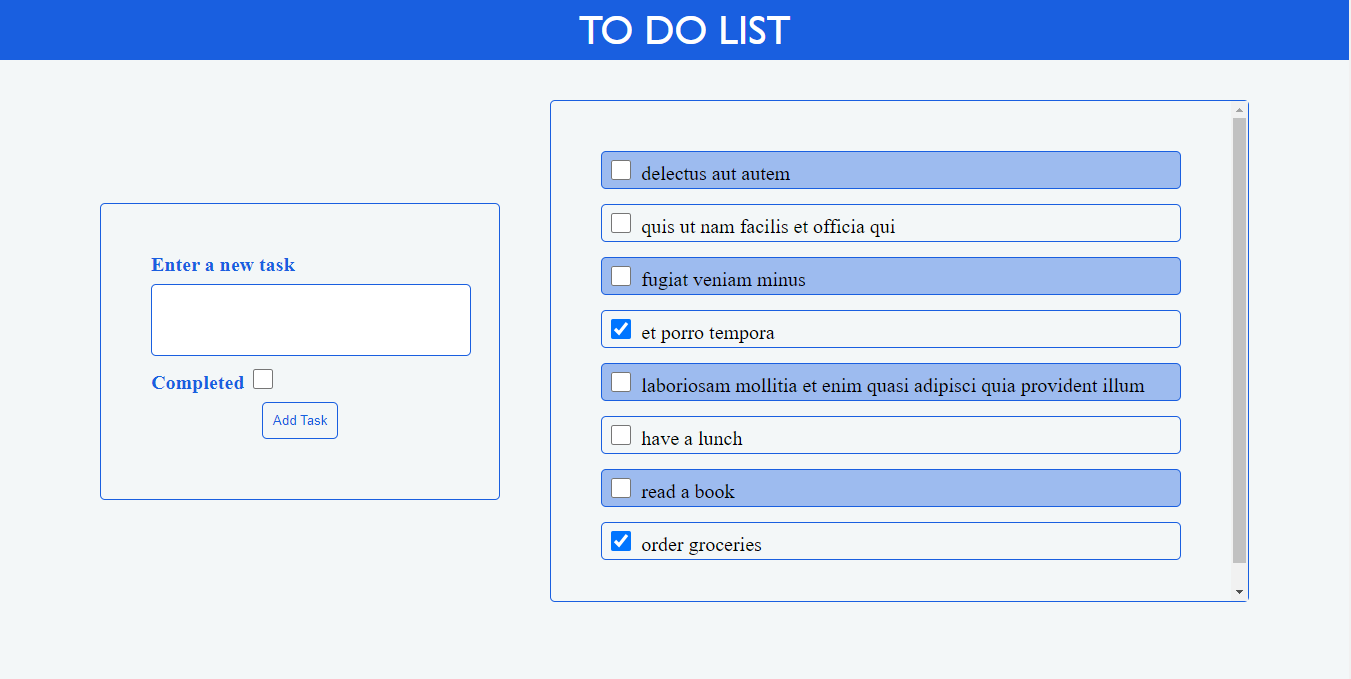 TO DO LIST
Enter a new task
Completed
Add Task
delectus aut autem
quis ut nam facilis et officia qui
fugiat veniam minus
et porro tempora
laboriosam mollitia et enim quasi adipisci quia provident illum
have a lunch
read a book
order groceries